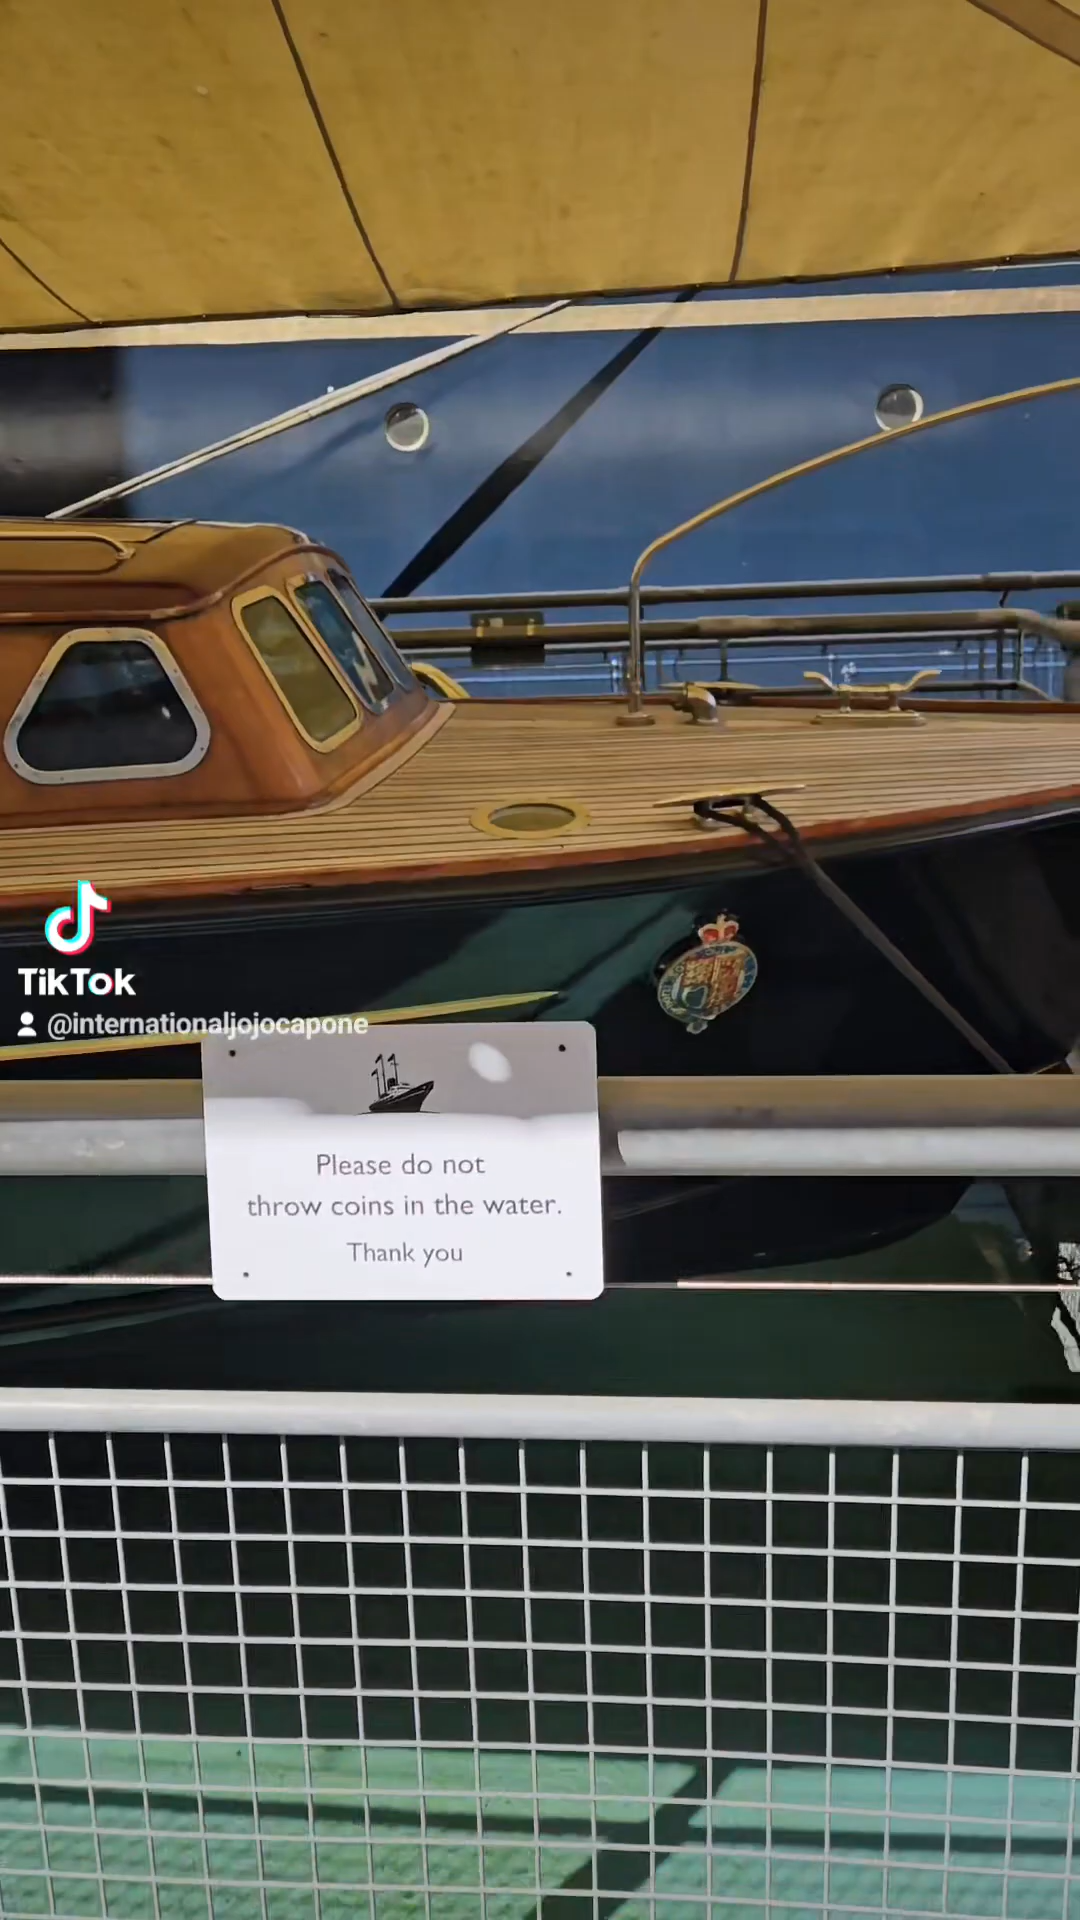 TikTok
@internationaljojocapone
Please do not
throw coins in the water.
Thank you